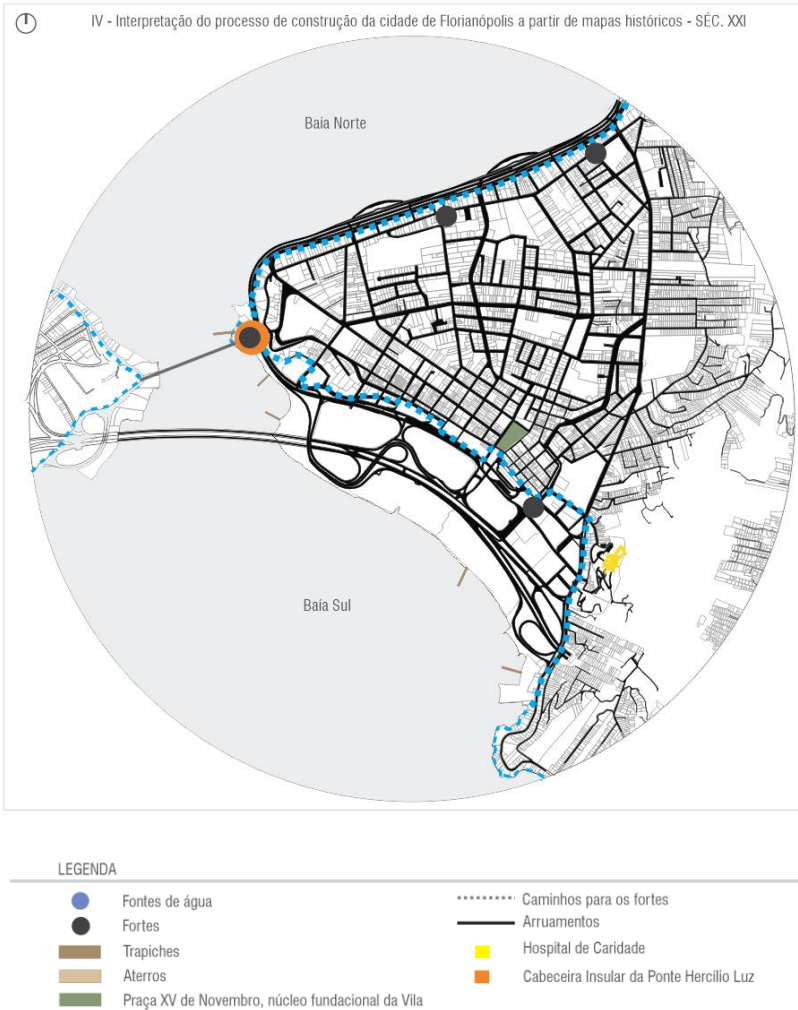 IV - Interpretação do processo de construção da cidade de Florianópolis a partir de mapas históricos - SÉC. XXI
Baía Norte
Baía Sul
LEGENDA
Fontes de água
Fortes
Trapiches
Aterros
Praça XV de Novembro, núcleo fundacional da Vila
Caminhos para os fortes
Arruamentos
Hospital de Caridade
Cabeceira Insular da Ponte Hercílio Luz